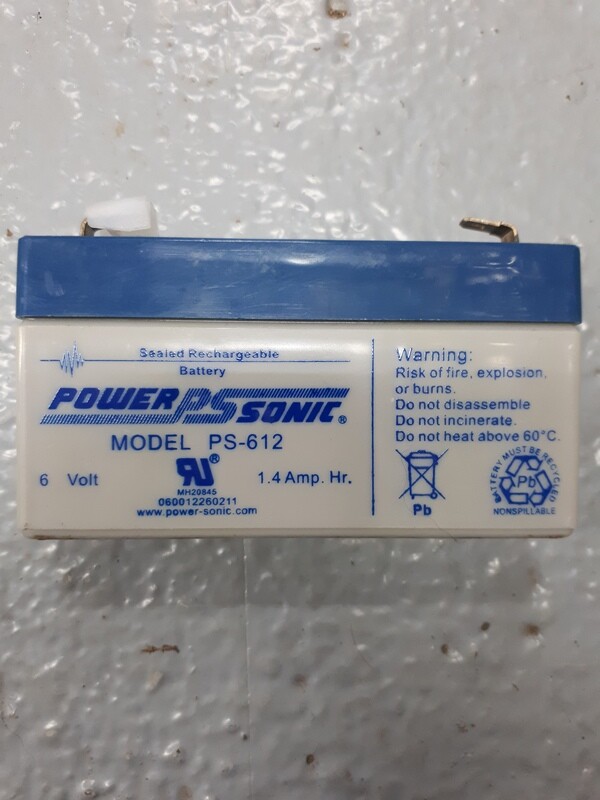 Sealed Rechargeable
Battery
POWER PS SONIC®
MODEL PS-612
6 Volt
RU®
1.4 Amp. Hr.
MH20845
060012260211
www.power-sonic.com
Warning:
Risk of fire, explosion,
or burns.
Do not disassemble
Do not incinerate.
Do not heat above 60°C.
Pb
BATTERY MUST BE RECYCLED
Pb
NONSPILLABLE